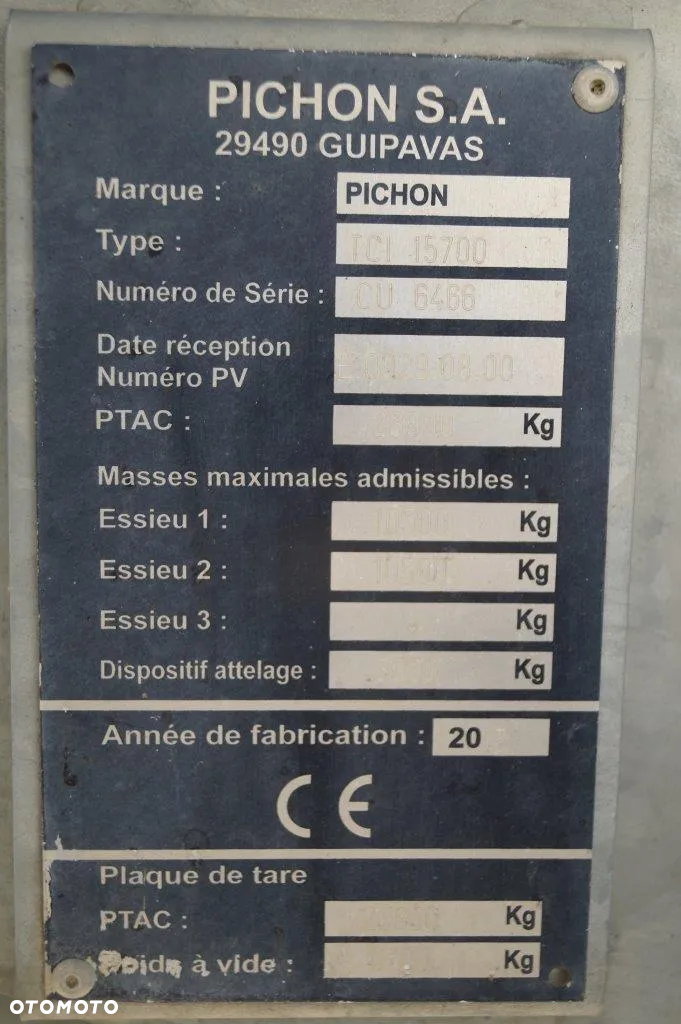 PICHON S.A.
29490 GUIPAVAS
Marque : PICHON
Type : TCI 15700
Numéro de Série : CU 6466
Date réception
Numéro PV
PTAC : Kg
Masses maximales admissibles :
Essieu 1 : Kg
Essieu 2 : Kg
Essieu 3 : Kg
Dispositif attelage : Kg
Année de fabrication : 20
CE
Plaque de tare
PTAC : Kg
à vide : Kg
OTOMOTO